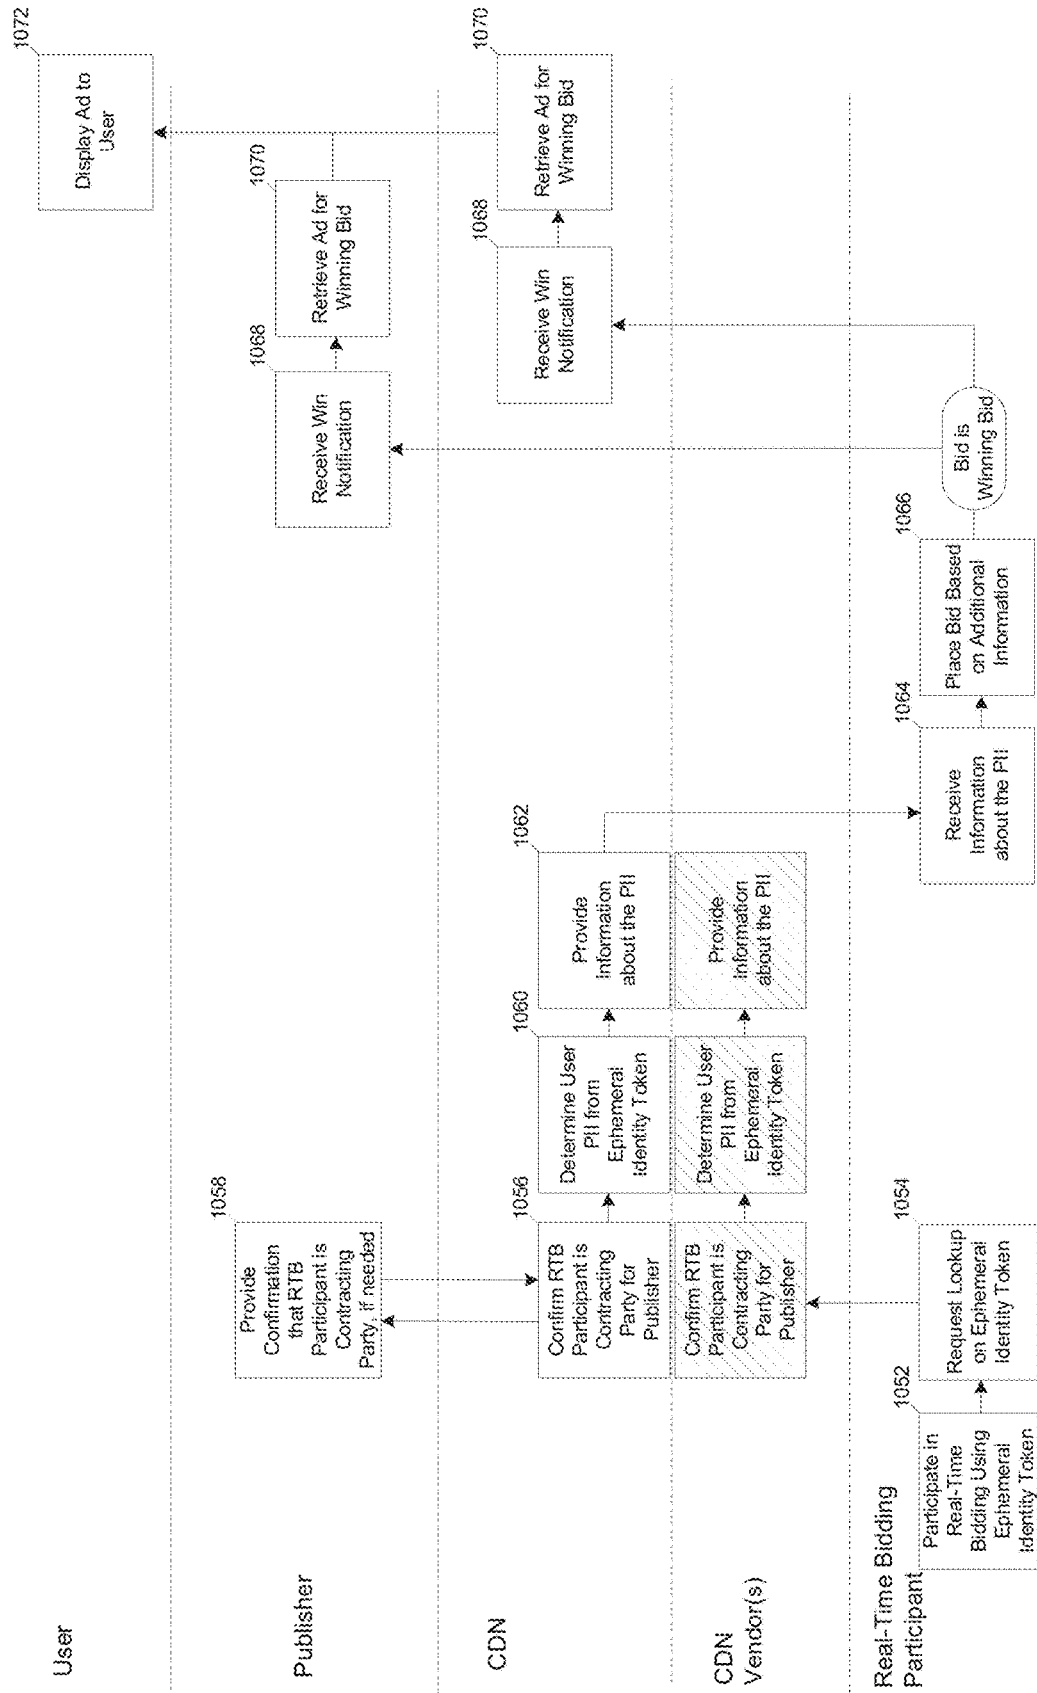 User
1072
Display Ad to
User
Publisher
1058
Provide
Confirmation
that RTB
Participant is
Contracting
Party, if needed
1068
Receive Win
Notification
1070
Retrieve Ad for
Winning Bid
CDN
1056
Confirm RTB
Participant is
Contracting
Party for
Publisher
1060
Determine User
PII from
Ephemeral
Identity Token
1062
Provide
Information
about the PII
1068
Receive Win
Notification
1070
Retrieve Ad for
Winning Bid
CDN
Vendor(s)
Confirm RTB
Participant is
Contracting
Party for
Publisher
Determine User
PII from
Ephemeral
Identity Token
Provide
Information
about the PII
Real-Time Bidding
Participant
1052
Participate in
Real-Time
Bidding Using
Ephemeral
Identity Token
1054
Request Lookup
on Ephemeral
Identity Token
1064
Receive
Information
about the PII
1066
Place Bid Based
on Additional
Information
Bid is
Winning Bid